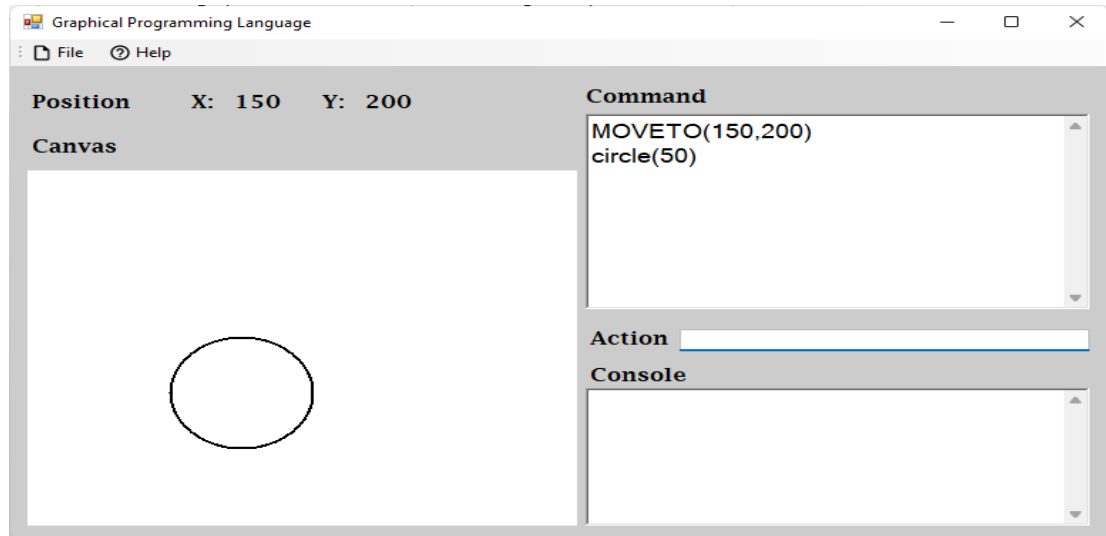 Graphical Programming Language
File Help
Position X: 150 Y: 200
Canvas
Command
MOVETO(150,200)
circle(50)
Action
Console